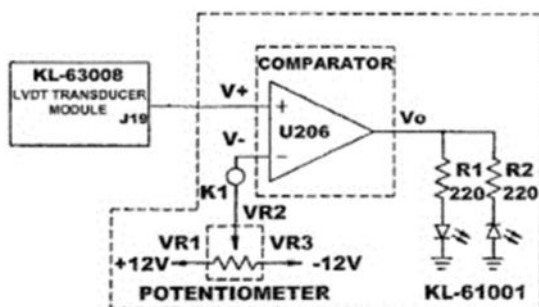 KL-63008
LVDT TRANSDUCER
MODULE
J19
COMPARATOR
V+
+
U206
V-
−
Vo
K1
R1
220
R2
220
VR2
VR1
VR3
+12V
-12V
POTENTIOMETER
KL-61001